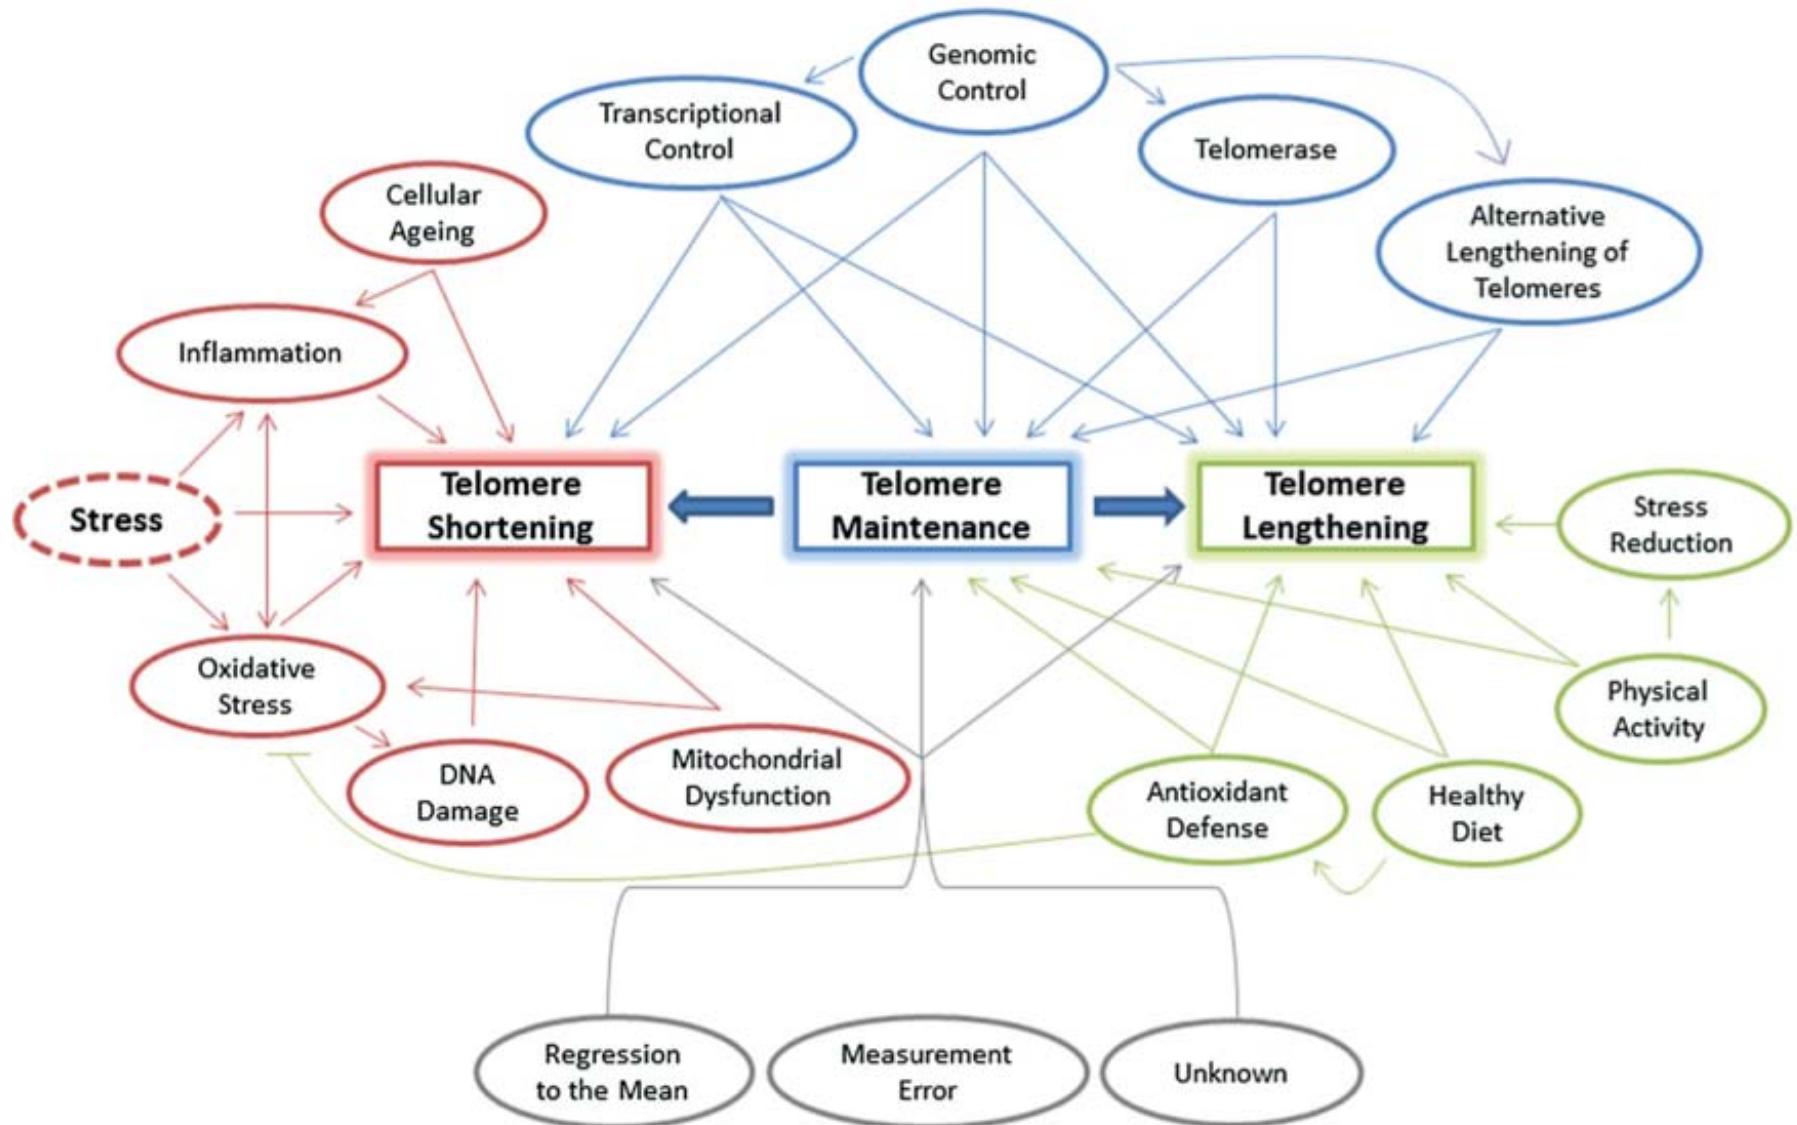 Genomic
Control
Transcriptional
Control
Telomerase
Cellular
Ageing
Alternative
Lengthening of
Telomeres
Inflammation
Stress
Telomere
Shortening
Telomere
Maintenance
Telomere
Lengthening
Stress
Reduction
Oxidative
Stress
Physical
Activity
DNA
Damage
Mitochondrial
Dysfunction
Antioxidant
Defense
Healthy
Diet
Regression
to the Mean
Measurement
Error
Unknown